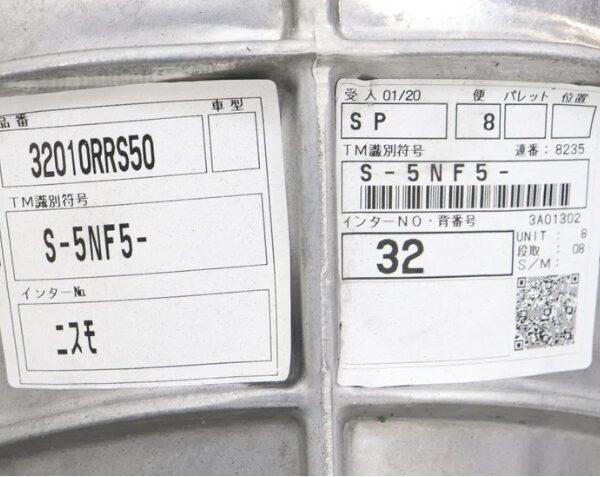 品番
車型
32010RRS50
TM識別符号
S-5NF5-
インターNo.
ニスモ
受入 01/20
便
パレット
位置
SP
8
TM識別符号
連番:8235
S-5NF5-
インターNO・背番号
3A01302
32
UNIT: 8
段取: 08
S/M: